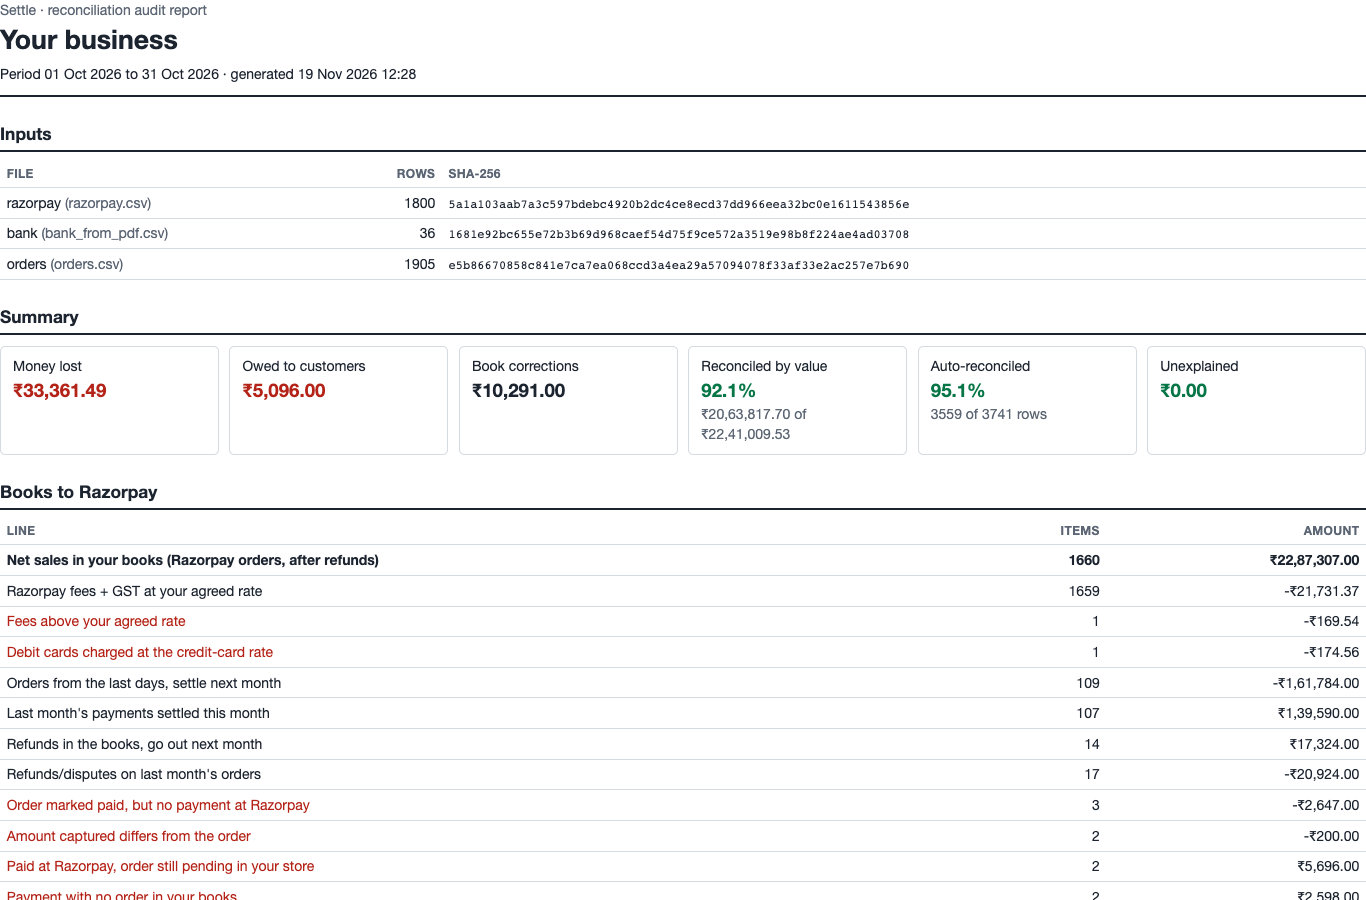 Settle · reconciliation audit report
Your business
Period 01 Oct 2026 to 31 Oct 2026 · generated 19 Nov 2026 12:28
Inputs
FILE ROWS SHA-256
razorpay (razorpay.csv) 1800 5a1a103aab7a3c597bdebc4920b2dc4ce8ecd37dd966eea32bc0e1611543856e
bank (bank_from_pdf.csv) 36 1681e92bc655e72b3b69d968caef54d75f9ce572a3519e98b8f224ae4ad03708
orders (orders.csv) 1905 e5b86670858c841e7ca7ea068ccd3a4ea29a57094078f33af33e2ac257e7b690
Summary
Money lost
₹33,361.49
Owed to customers
₹5,096.00
Book corrections
₹10,291.00
Reconciled by value
92.1%
₹20,63,817.70 of
₹22,41,009.53
Auto-reconciled
95.1%
3559 of 3741 rows
Unexplained
₹0.00
Books to Razorpay
LINE ITEMS AMOUNT
Net sales in your books (Razorpay orders, after refunds) 1660 ₹22,87,307.00
Razorpay fees + GST at your agreed rate 1659 -₹21,731.37
Fees above your agreed rate 1 -₹169.54
Debit cards charged at the credit-card rate 1 -₹174.56
Orders from the last days, settle next month 109 -₹1,61,784.00
Last month's payments settled this month 107 ₹1,39,590.00
Refunds in the books, go out next month 14 ₹17,324.00
Refunds/disputes on last month's orders 17 -₹20,924.00
Order marked paid, but no payment at Razorpay 3 -₹2,647.00
Amount captured differs from the order 2 -₹200.00
Paid at Razorpay, order still pending in your store 2 ₹5,696.00
Payment with no order in your books 2 ₹2,598.00